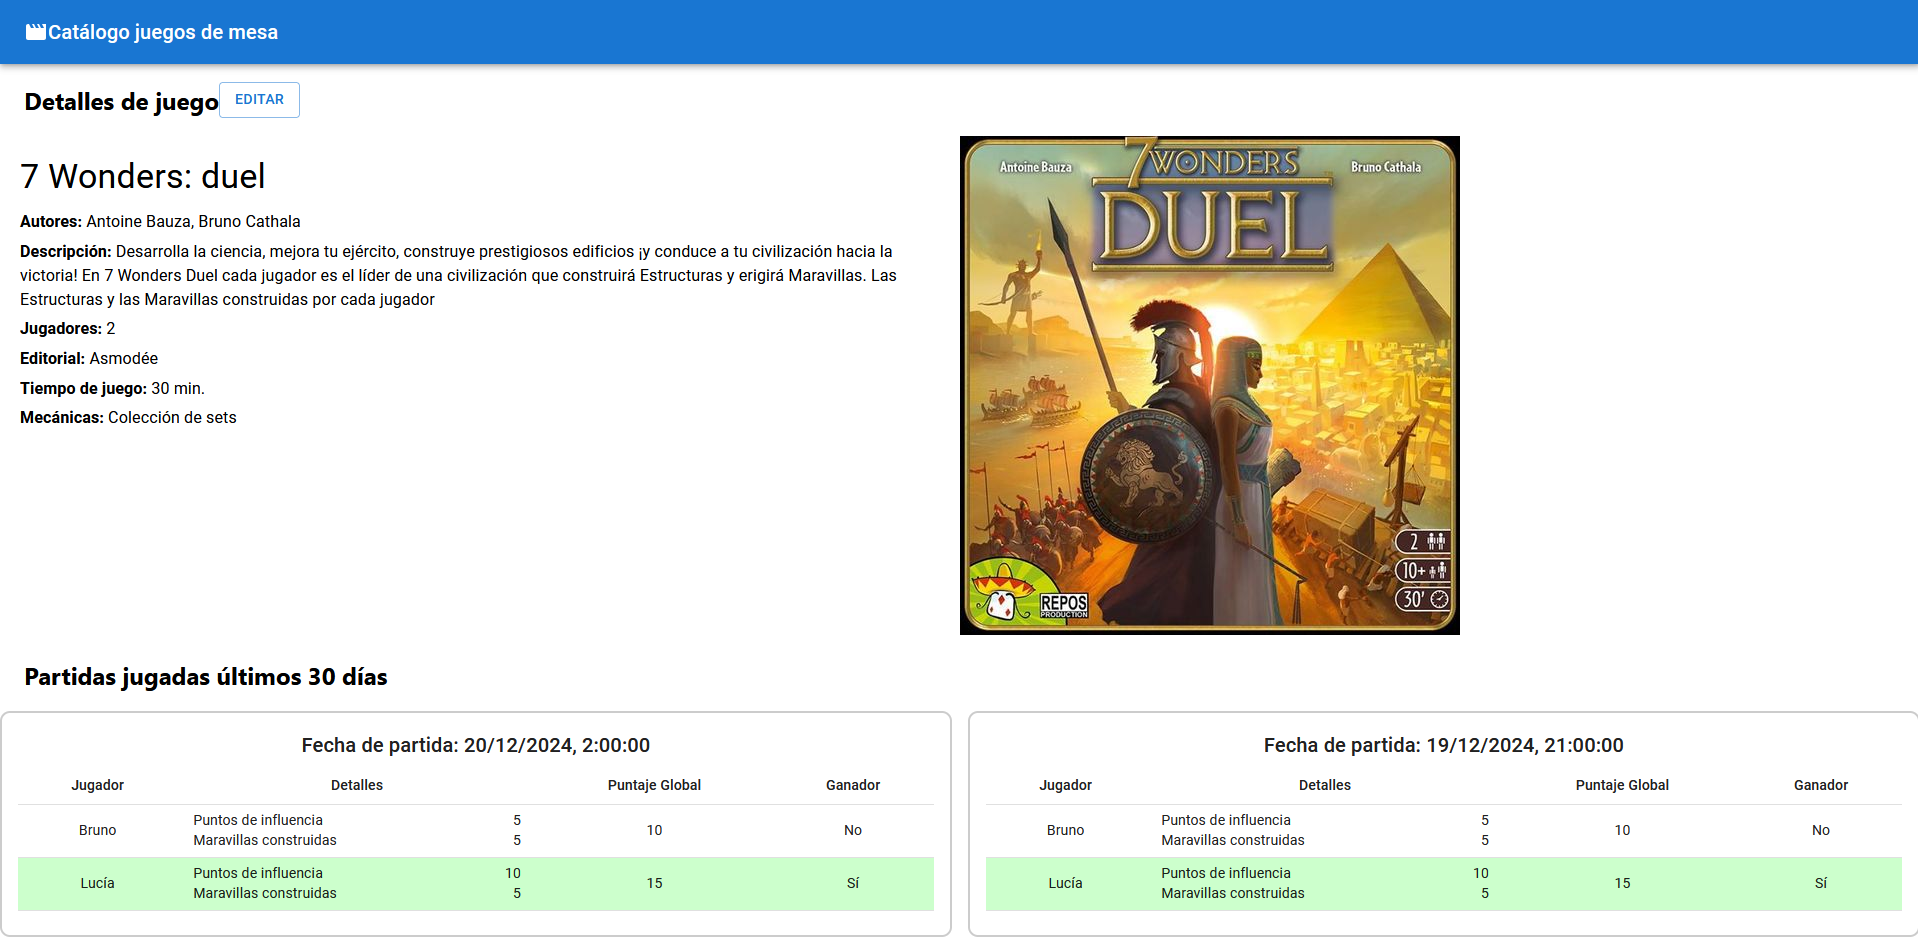 Catálogo juegos de mesa
Detalles de juego
EDITAR
7 Wonders: duel
Autores: Antoine Bauza, Bruno Cathala
Descripción: Desarrolla la ciencia, mejora tu ejército, construye prestigiosos edificios ¡y conduce a tu civilización hacia la
victoria! En 7 Wonders Duel cada jugador es el líder de una civilización que construirá Estructuras y erigirá Maravillas. Las
Estructuras y las Maravillas construidas por cada jugador
Jugadores: 2
Editorial: Asmodée
Tiempo de juego: 30 min.
Mecánicas: Colección de sets
Antoine Bauza
7 WONDERS
Bruno Cathala
DUEL
2
10+
30'
REPOS
PRODUCTION
Partidas jugadas últimos 30 días
Fecha de partida: 20/12/2024, 2:00:00
Jugador Detalles Puntaje Global Ganador
Bruno Puntos de influencia 5 10 No
Maravillas construidas 5
Lucía Puntos de influencia 10 15 Sí
Maravillas construidas 5
Fecha de partida: 19/12/2024, 21:00:00
Jugador Detalles Puntaje Global Ganador
Bruno Puntos de influencia 5 10 No
Maravillas construidas 5
Lucía Puntos de influencia 10 15 Sí
Maravillas construidas 5